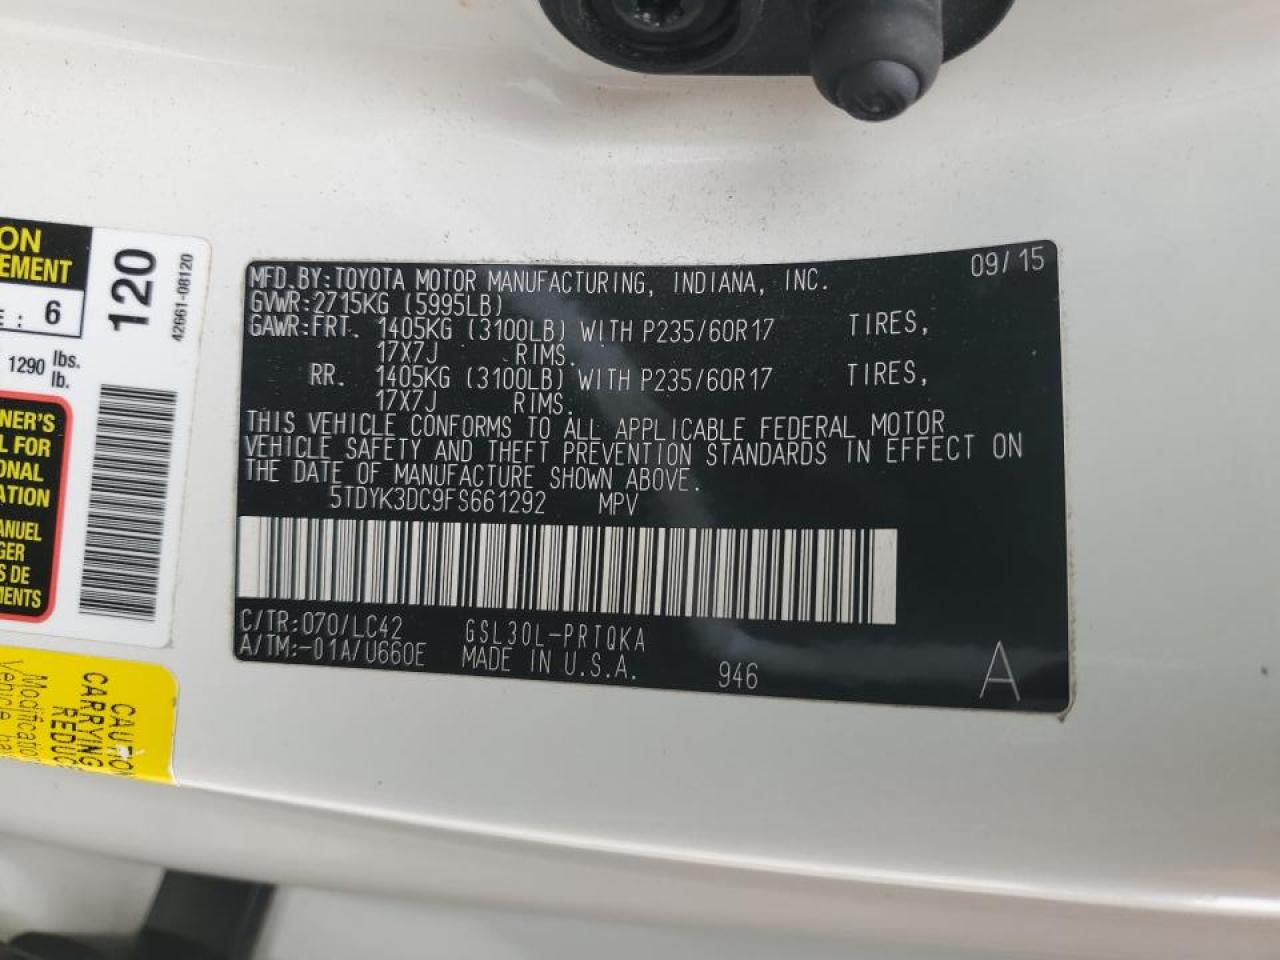 MFD.BY:TOYOTA MOTOR MANUFACTURING, INDIANA, INC. 09/15
GVWR:2715KG (5995LB)
GAWR:FRT. 1405KG (3100LB) WITH P235/60R17 TIRES,
17X7J RIMS.
RR. 1405KG (3100LB) WITH P235/60R17 TIRES,
17X7J RIMS.
THIS VEHICLE CONFORMS TO ALL APPLICABLE FEDERAL MOTOR
VEHICLE SAFETY AND THEFT PREVENTION STANDARDS IN EFFECT ON
THE DATE OF MANUFACTURE SHOWN ABOVE.
5TDYK3DC9FS661292 MPV
C/TR:070/LC42 GSL30L-PRTQKA
A/TM:-01A/U660E MADE IN U.S.A. 946 A
ON
EMENT
E : 6
1290 lbs.
lb.
120
42661-08120
NER'S
L FOR
ONAL
ATION
ANUEL
GER
S DE
MENTS
CAUTION
CARRYING
REDUC
Modification
Vehicle ha